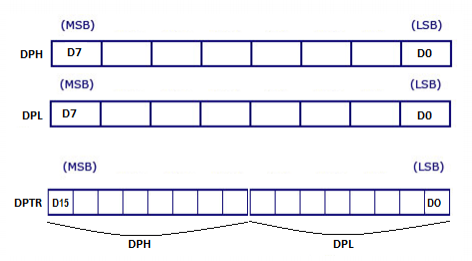 (MSB) (LSB)
DPH D7 D0
(MSB) (LSB)
DPL D7 D0
(MSB) (LSB)
DPTR D15 D0
DPH DPL